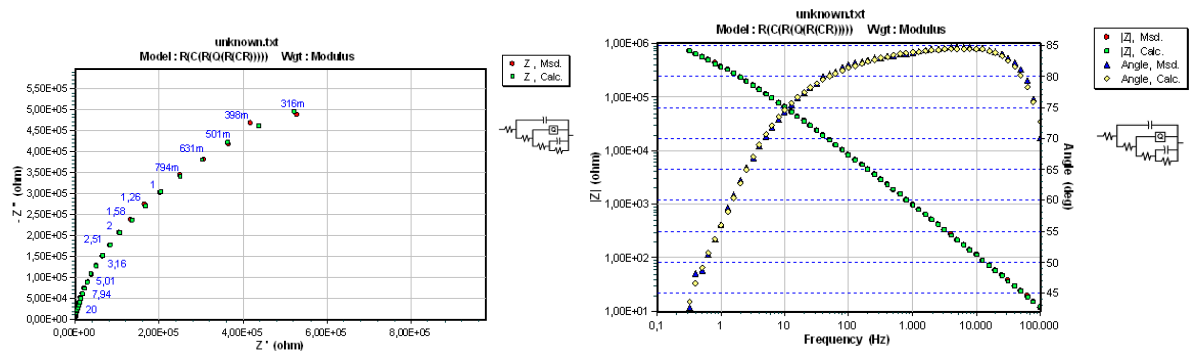 unknown.txt
Model : R(C(R(Q(R(CR))))) Wgt : Modulus
Z , Msd.
Z , Calc.
5,50E+05
5,00E+05
4,50E+05
4,00E+05
3,50E+05
3,00E+05
2,50E+05
2,00E+05
1,50E+05
1,00E+05
5,00E+04
0,00E+00
- Z '' (ohm)
316m
398m
501m
631m
794m
1
1,26
1,58
2
2,51
3,16
5,01
7,94
20
0,00E+00
2,00E+05
4,00E+05
6,00E+05
8,00E+05
Z ' (ohm)
Q
unknown.txt
Model : R(C(R(Q(R(CR))))) Wgt : Modulus
|Z|, Msd.
|Z|, Calc.
Angle, Msd.
Angle, Calc.
1,00E+06
1,00E+05
1,00E+04
1,00E+03
1,00E+02
1,00E+01
|Z| (ohm)
85
80
75
70
65
60
55
50
45
Angle (deg)
0,1
1
10
100
1.000
10.000
100.000
Frequency (Hz)
Q